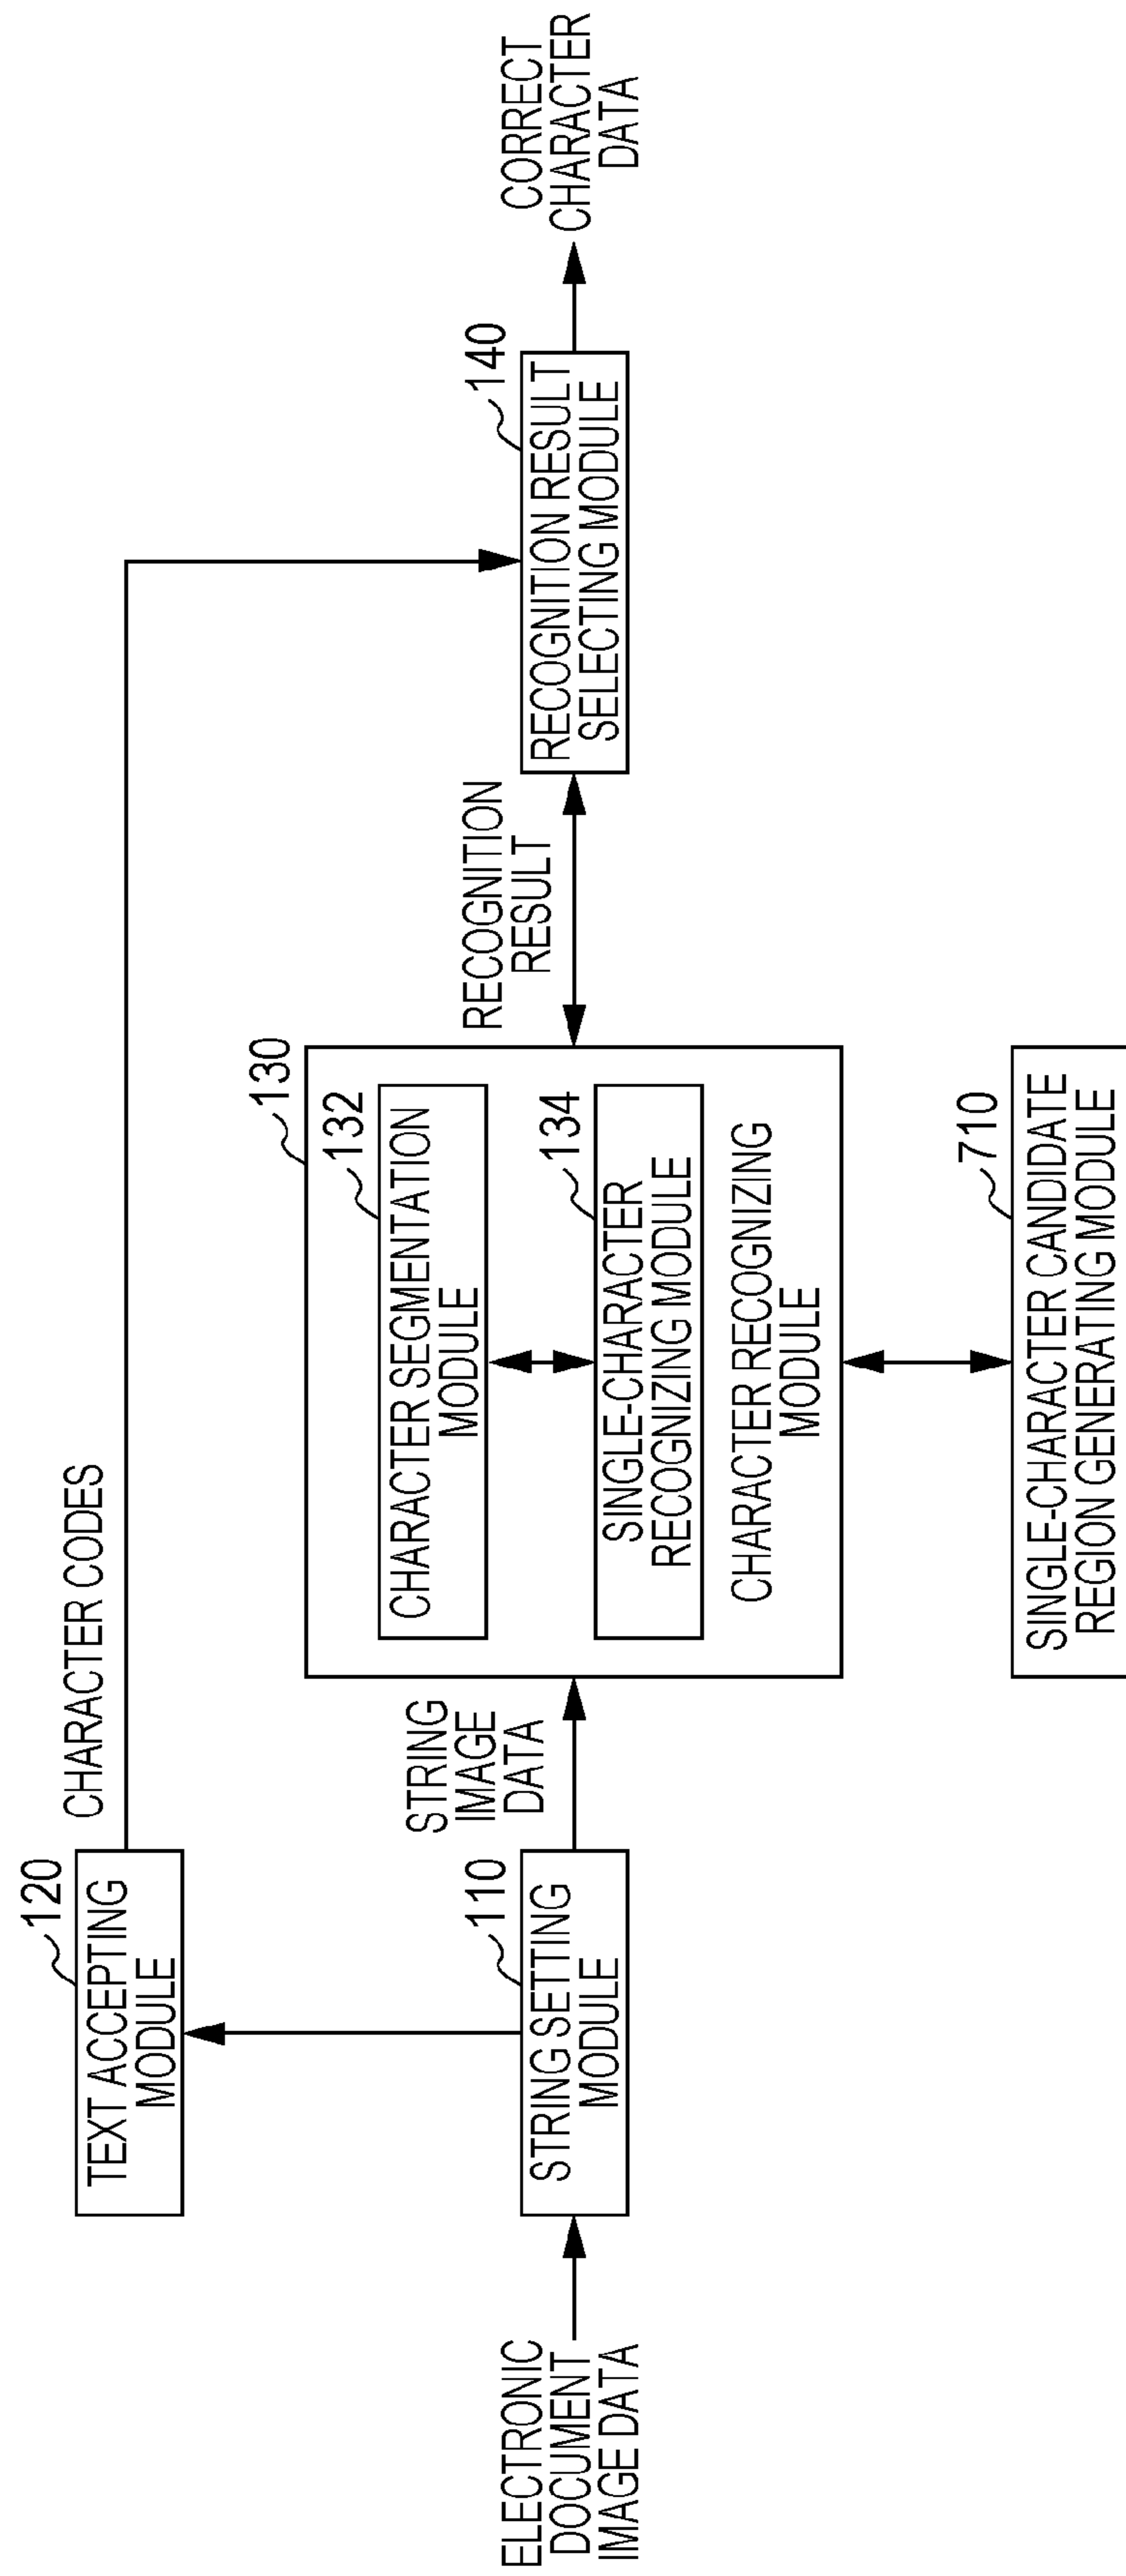 120
TEXT ACCEPTING
MODULE
CHARACTER CODES
ELECTRONIC
DOCUMENT
IMAGE DATA
110
STRING SETTING
MODULE
STRING
IMAGE
DATA
130
132
CHARACTER SEGMENTATION
MODULE
134
SINGLE-CHARACTER
RECOGNIZING MODULE
CHARACTER RECOGNIZING
MODULE
RECOGNITION
RESULT
140
RECOGNITION RESULT
SELECTING MODULE
CORRECT
CHARACTER
DATA
710
SINGLE-CHARACTER CANDIDATE
REGION GENERATING MODULE